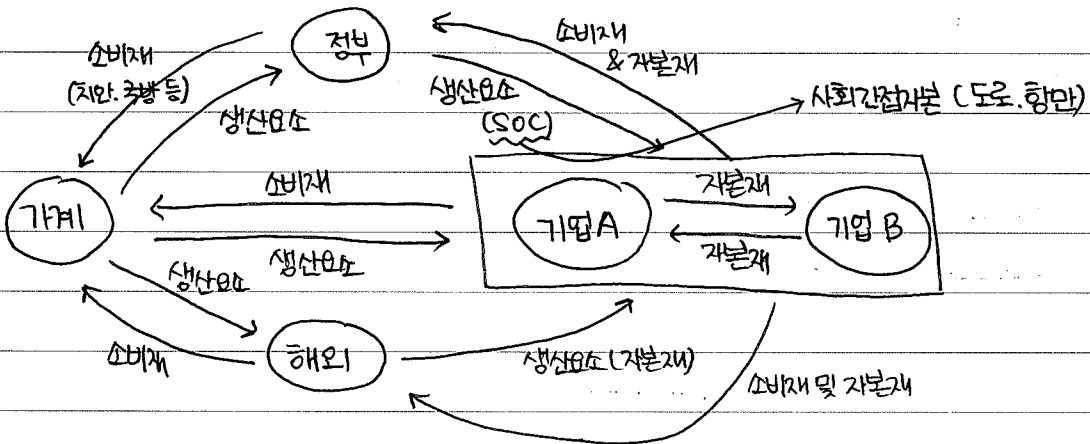 소비재
(치안.국방 등)
정부
소비재
& 자본재
생산요소
생산요소
(SOC)
사회간접자본 (도로.항만)
가계
소비재
생산요소
기업A
자본재
자본재
기업 B
생산요소
소비재
해외
생산요소(자본재)
소비재 및 자본재